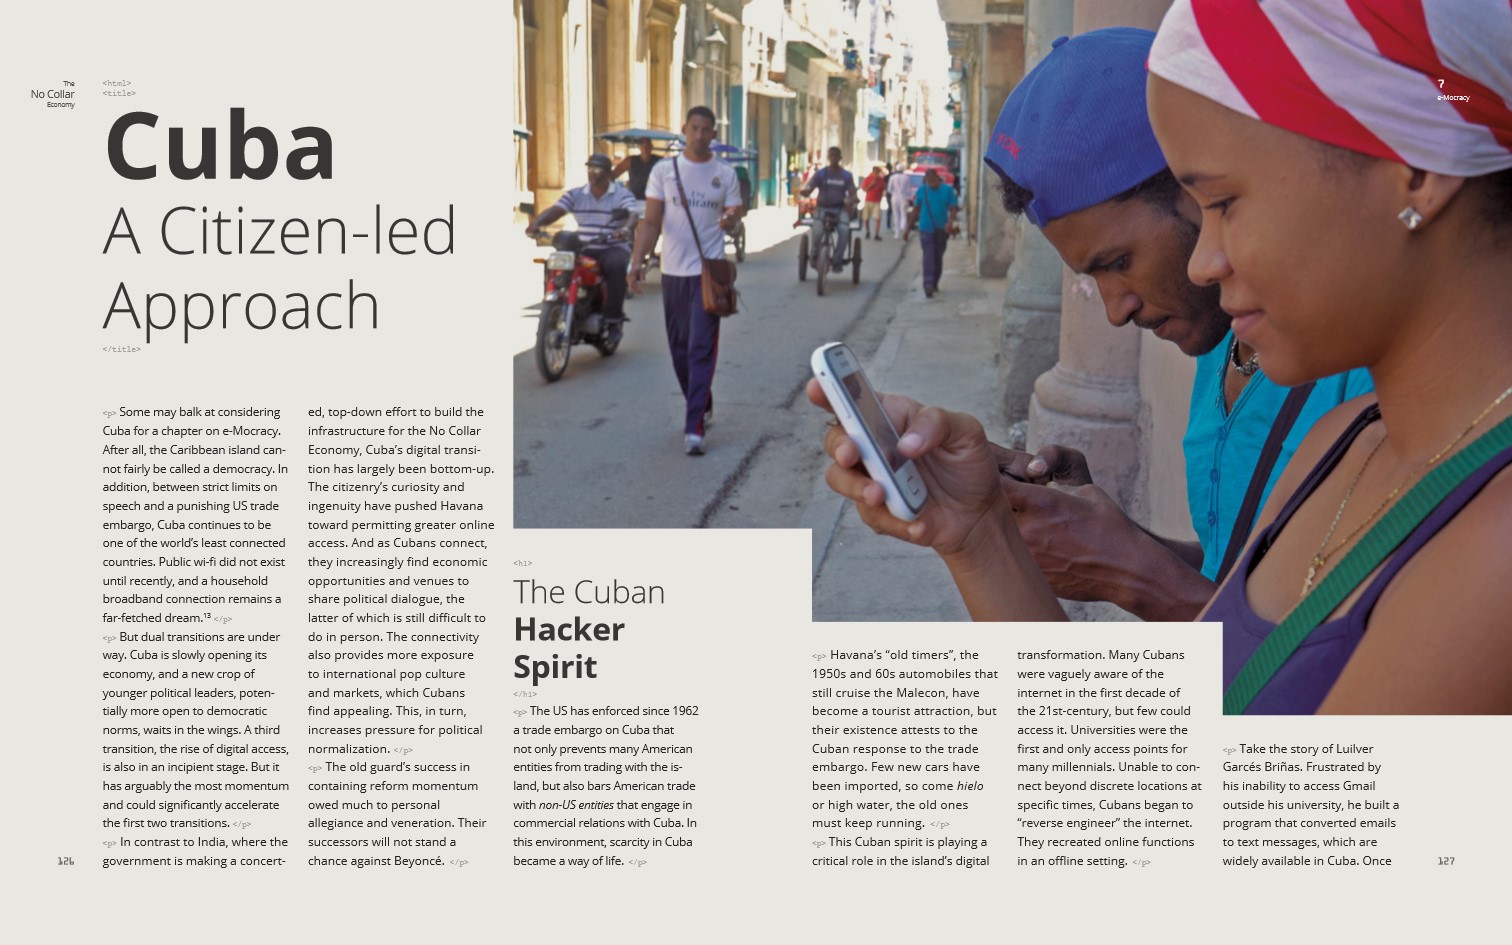 The
No Collar
Economy
<html>
<title>
Cuba
A Citizen-led
Approach
</title>
<p> Some may balk at considering
Cuba for a chapter on e-Mocracy.
After all, the Caribbean island can-
not fairly be called a democracy. In
addition, between strict limits on
speech and a punishing US trade
embargo, Cuba continues to be
one of the world’s least connected
countries. Public wi-fi did not exist
until recently, and a household
broadband connection remains a
far-fetched dream.¹³ </p>
<p> But dual transitions are under
way. Cuba is slowly opening its
economy, and a new crop of
younger political leaders, poten-
tially more open to democratic
norms, waits in the wings. A third
transition, the rise of digital access,
is also in an incipient stage. But it
has arguably the most momentum
and could significantly accelerate
the first two transitions. </p>
<p> In contrast to India, where the
government is making a concert-
ed, top-down effort to build the
infrastructure for the No Collar
Economy, Cuba’s digital transi-
tion has largely been bottom-up.
The citizenry’s curiosity and
ingenuity have pushed Havana
toward permitting greater online
access. And as Cubans connect,
they increasingly find economic
opportunities and venues to
share political dialogue, the
latter of which is still difficult to
do in person. The connectivity
also provides more exposure
to international pop culture
and markets, which Cubans
find appealing. This, in turn,
increases pressure for political
normalization. </p>
<p> The old guard’s success in
containing reform momentum
owed much to personal
allegiance and veneration. Their
successors will not stand a
chance against Beyoncé. </p>
<h1>
The Cuban
Hacker
Spirit
</h1>
<p> The US has enforced since 1962
a trade embargo on Cuba that
not only prevents many American
entities from trading with the is-
land, but also bars American trade
with non-US entities that engage in
commercial relations with Cuba. In
this environment, scarcity in Cuba
became a way of life. </p>
<p> Havana’s “old timers”, the
1950s and 60s automobiles that
still cruise the Malecon, have
become a tourist attraction, but
their existence attests to the
Cuban response to the trade
embargo. Few new cars have
been imported, so come hielo
or high water, the old ones
must keep running. </p>
<p> This Cuban spirit is playing a
critical role in the island’s digital
transformation. Many Cubans
were vaguely aware of the
internet in the first decade of
the 21st-century, but few could
access it. Universities were the
first and only access points for
many millennials. Unable to con-
nect beyond discrete locations at
specific times, Cubans began to
“reverse engineer” the internet.
They recreated online functions
in an offline setting. </p>
<p> Take the story of Luilver
Garcés Briñas. Frustrated by
his inability to access Gmail
outside his university, he built a
program that converted emails
to text messages, which are
widely available in Cuba. Once
7
e-Mocracy
126
127